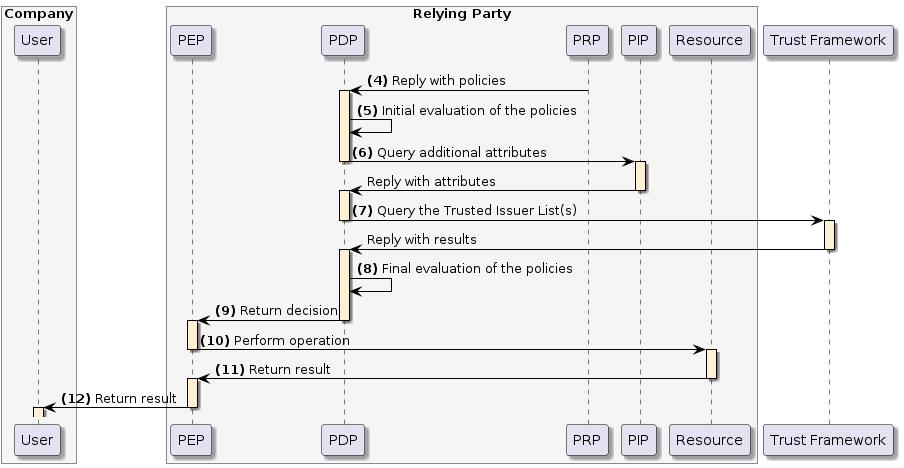 Company
Relying Party
User
PEP
PDP
PRP
PIP
Resource
Trust Framework
(4) Reply with policies
(5) Initial evaluation of the policies
(6) Query additional attributes
Reply with attributes
(7) Query the Trusted Issuer List(s)
Reply with results
(8) Final evaluation of the policies
(9) Return decision
(10) Perform operation
(11) Return result
(12) Return result
User
PEP
PDP
PRP
PIP
Resource
Trust Framework